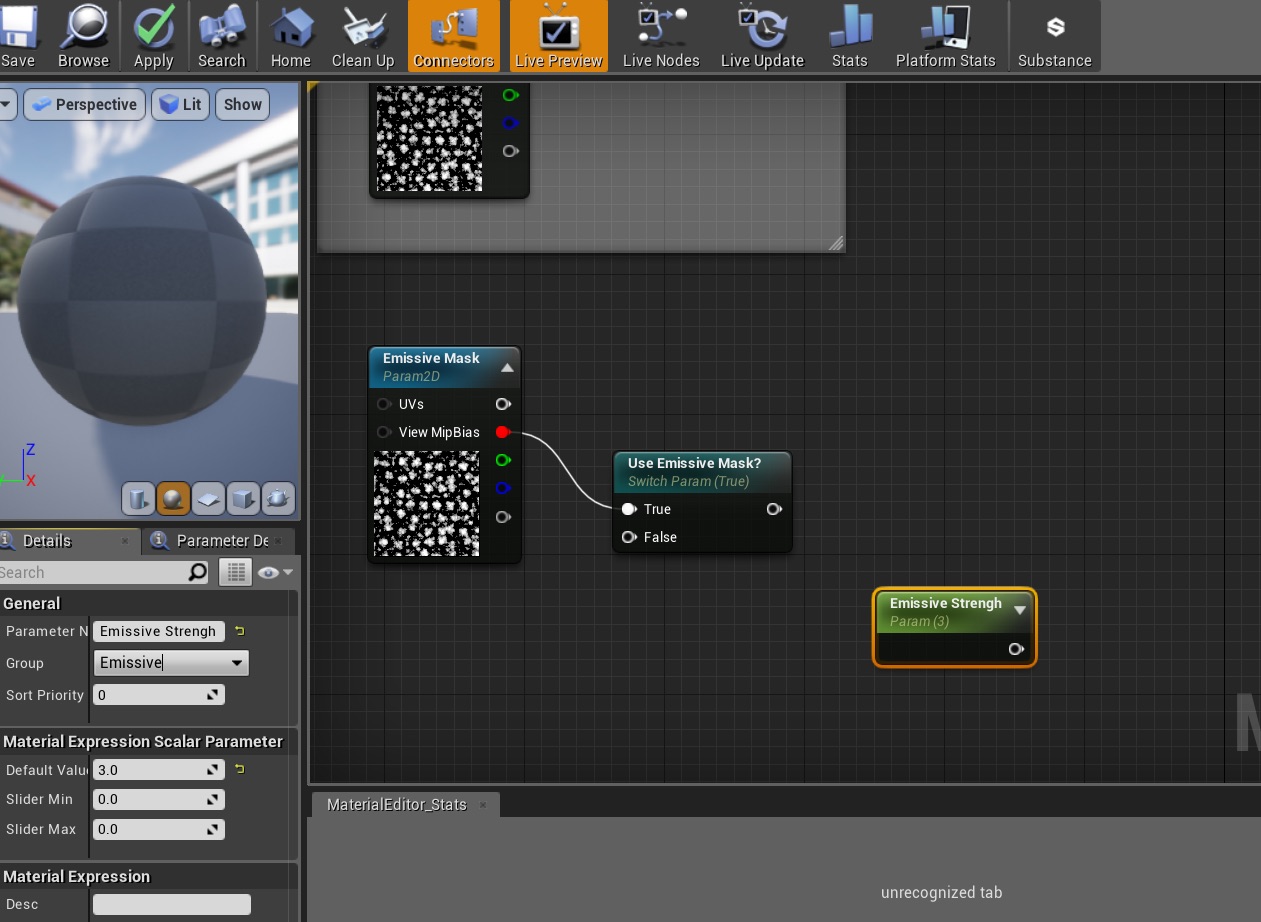 Save Browse Apply Search Home Clean Up Connectors Live Preview Live Nodes Live Update Stats Platform Stats Substance
Perspective Lit Show
Z
X
Emissive Mask
Param2D
UVs
View MipBias
Use Emissive Mask?
Switch Param (True)
True
False
Emissive Strengh
Param (3)
Details Parameter De
Search
General
Parameter N Emissive Strengh
Group Emissive
Sort Priority 0
Material Expression Scalar Parameter
Default Valu 3.0
Slider Min 0.0
Slider Max 0.0
Material Expression
Desc
M
MaterialEditor_Stats
unrecognized tab